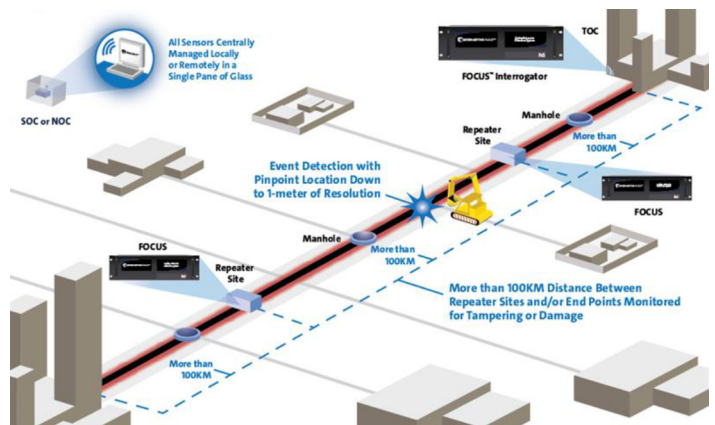 All Sensors Centrally
Managed Locally
or Remotely in a
Single Pane of Glass
SOC or NOC
TOC
FOCUS™ Interrogator
Manhole
Repeater
Site
More than
100KM
Event Detection with
Pinpoint Location Down
to 1-meter of Resolution
FOCUS
Manhole
FOCUS
Repeater
Site
More than
100KM
More than 100KM Distance Between
Repeater Sites and/or End Points Monitored
for Tampering or Damage
More than
100KM